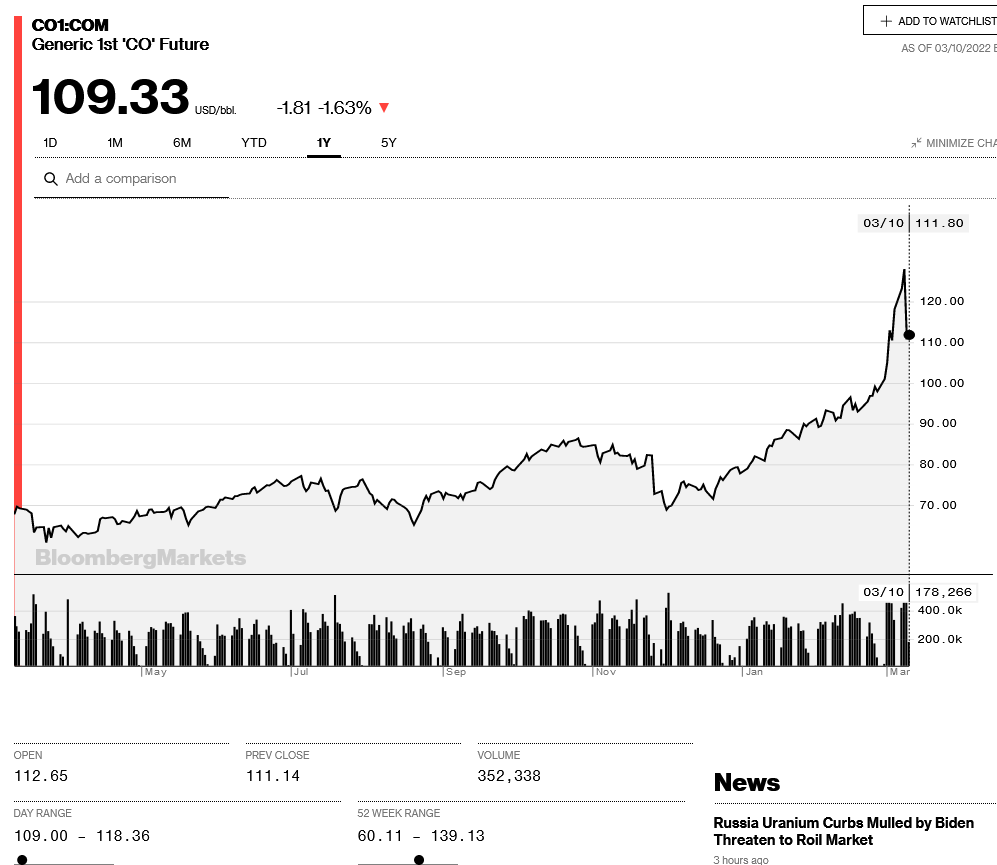 CO1:COM
Generic 1st 'CO' Future
ADD TO WATCHLIST
AS OF 03/10/2022 E
109.33 USD/bbl. -1.81 -1.63% ▼
1D 1M 6M YTD 1Y 5Y
MINIMIZE CHA
Add a comparison
03/10 111.80
120.00
110.00
100.00
90.00
80.00
70.00
BloombergMarkets
03/10 178,266
400.0k
200.0k
May Jul Sep Nov Jan Mar
OPEN PREV CLOSE VOLUME
112.65 111.14 352,338
DAY RANGE 52 WEEK RANGE
109.00 – 118.36 60.11 – 139.13
News
Russia Uranium Curbs Mulled by Biden
Threaten to Roil Market
3 hours ago